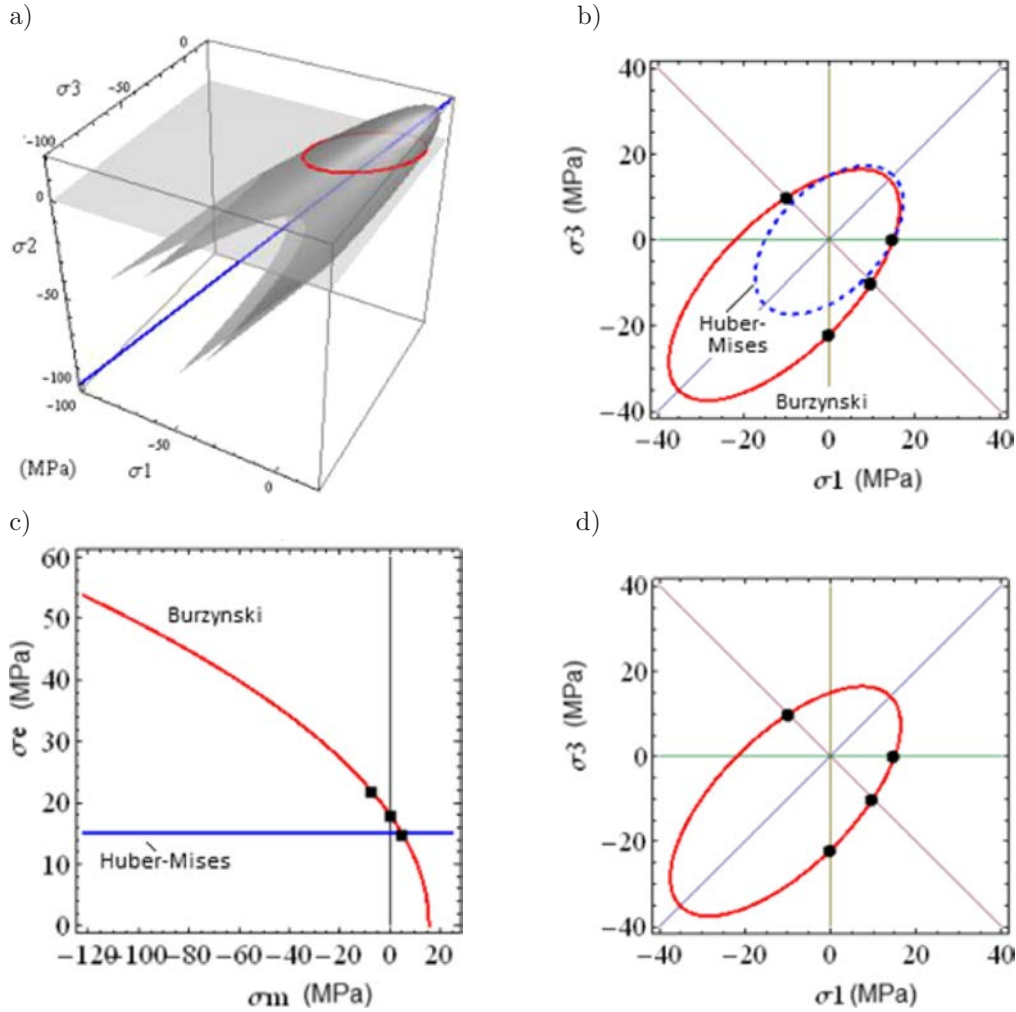 a)
0
-50
σ3
-100
0
σ2
-50
-100
-100
-50
0
(MPa)
σ1
b)
40
20
0
-20
-40
σ3 (MPa)
Huber-
Mises
Burzynski
-40 -20 0 20 40
σ1 (MPa)
c)
60
50
40
30
20
10
0
σe (MPa)
Burzynski
Huber-Mises
-120 -100 -80 -60 -40 -20 0 20
σm (MPa)
d)
40
20
0
-20
-40
σ3 (MPa)
-40 -20 0 20 40
σ1 (MPa)